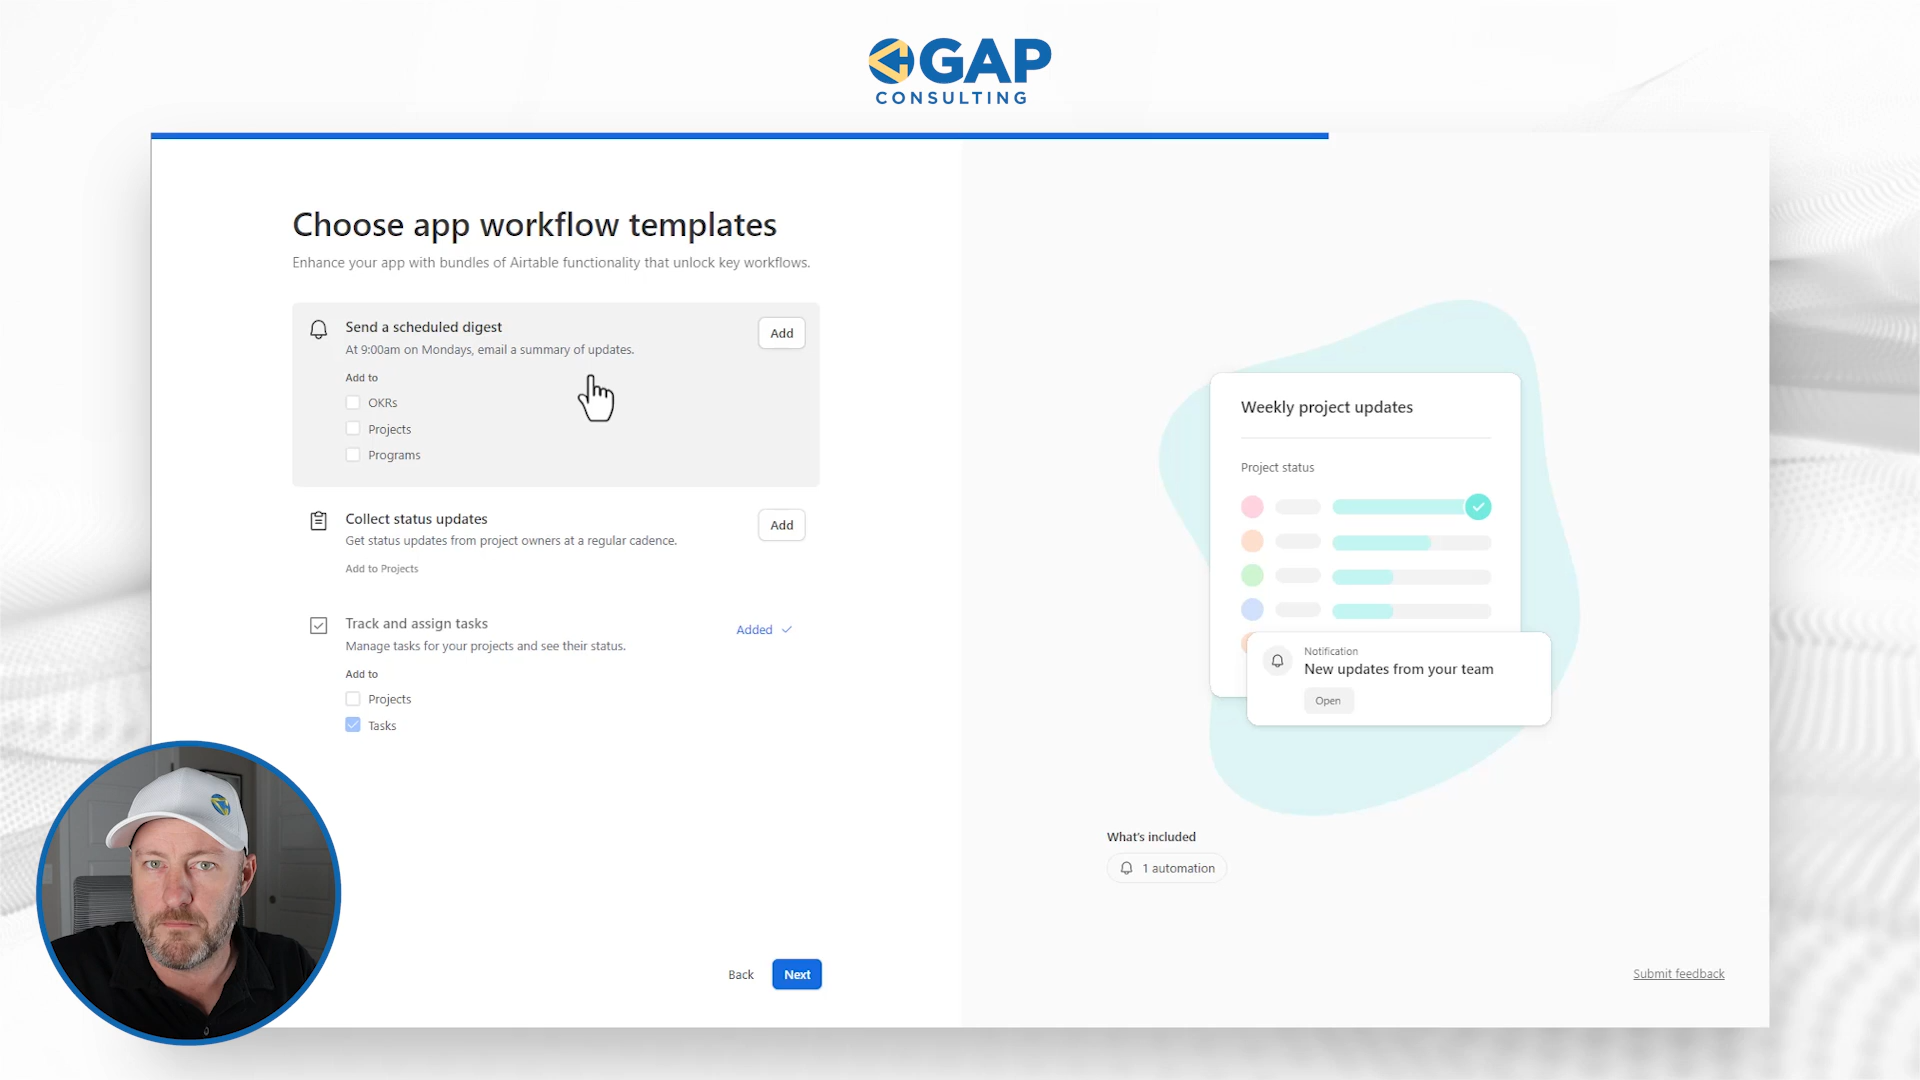 GAP
CONSULTING
Choose app workflow templates
Enhance your app with bundles of Airtable functionality that unlock key workflows.
Send a scheduled digest
Add
At 9:00am on Mondays, email a summary of updates.
Add to
OKRs
Projects
Programs
Collect status updates
Add
Get status updates from project owners at a regular cadence.
Add to Projects
Track and assign tasks
Added
Manage tasks for your projects and see their status.
Add to
Projects
Tasks
Back
Next
Weekly project updates
Project status
Notification
New updates from your team
Open
What's included
1 automation
Submit feedback